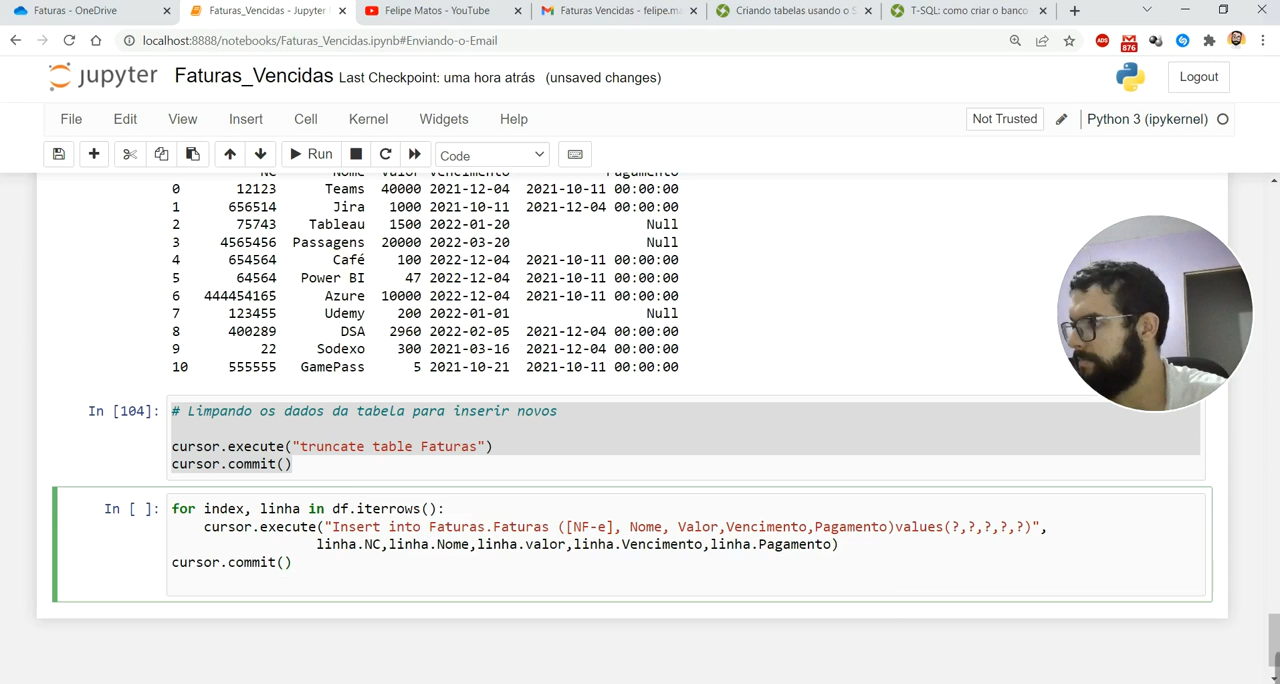 Faturas - OneDrive
Faturas_Vencidas - Jupyter
Felipe Matos - YouTube
Faturas Vencidas - felipe.ma
Criando tabelas usando o S
T-SQL: como criar o banco
localhost:8888/notebooks/Faturas_Vencidas.ipynb#Enviando-o-Email
ADS
876
jupyter Faturas_Vencidas Last Checkpoint: uma hora atrás (unsaved changes)
Logout
File Edit View Insert Cell Kernel Widgets Help
Not Trusted
Python 3 (ipykernel)
Run
Code
NC Nome Valor Vencimento Pagamento
0 12123 Teams 40000 2021-12-04 2021-10-11 00:00:00
1 656514 Jira 1000 2021-10-11 2021-12-04 00:00:00
2 75743 Tableau 1500 2022-01-20 Null
3 4565456 Passagens 20000 2022-03-20 Null
4 654564 Café 100 2022-12-04 2021-10-11 00:00:00
5 64564 Power BI 47 2022-12-04 2021-10-11 00:00:00
6 444454165 Azure 10000 2022-12-04 2021-10-11 00:00:00
7 123455 Udemy 200 2022-01-01 Null
8 400289 DSA 2960 2022-02-05 2021-12-04 00:00:00
9 22 Sodexo 300 2021-03-16 2021-12-04 00:00:00
10 555555 GamePass 5 2021-10-21 2021-10-11 00:00:00
In [104]: # Limpando os dados da tabela para inserir novos
cursor.execute("truncate table Faturas")
cursor.commit()
In [ ]: for index, linha in df.iterrows():
cursor.execute("Insert into Faturas.Faturas ([NF-e], Nome, Valor,Vencimento,Pagamento)values(?,?,?,?,?)",
linha.NC,linha.Nome,linha.valor,linha.Vencimento,linha.Pagamento)
cursor.commit()